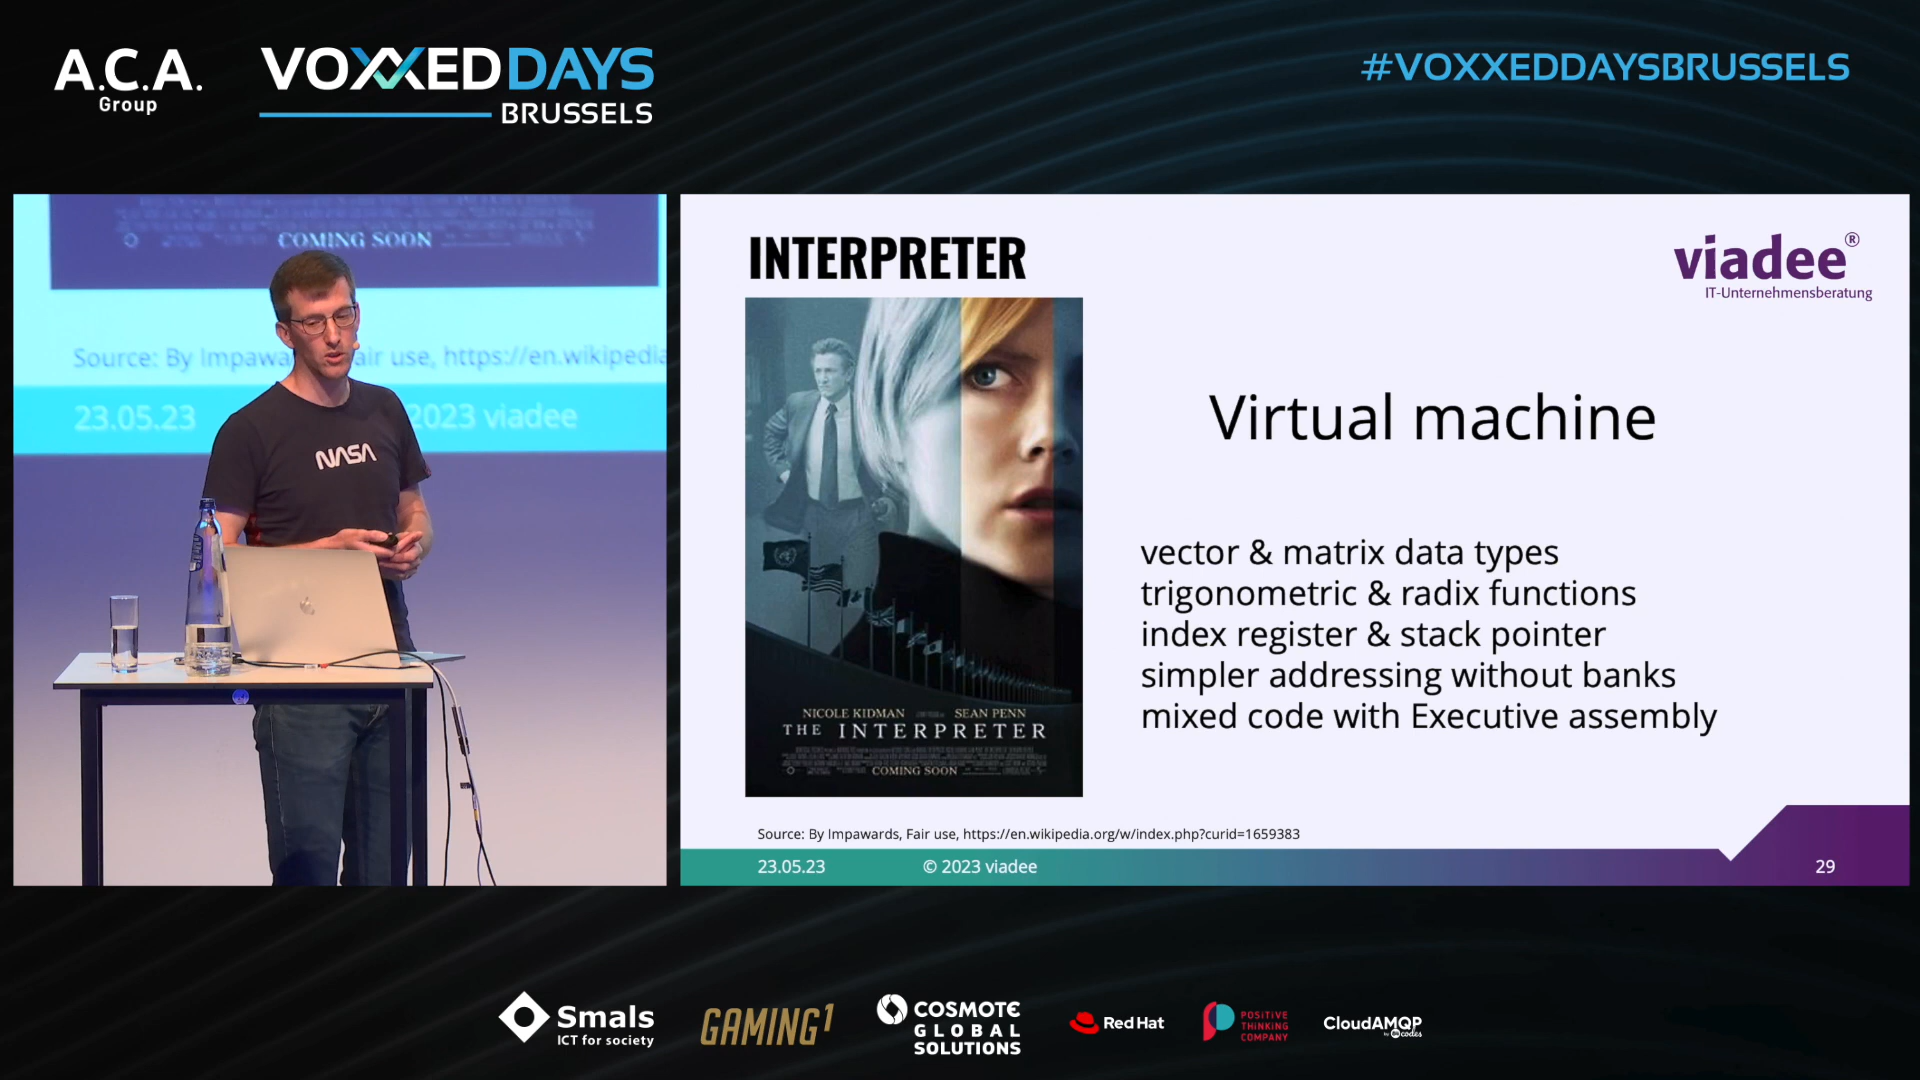 A.C.A.
Group
VOXXEDDAYS
BRUSSELS
#VOXXEDDAYSBRUSSELS
COMING SOON
Source: By Impawa
air use, https://en.wikipedia
23.05.23
2023 viadee
NASA
INTERPRETER
viadee®
IT-Unternehmensberatung
Virtual machine
vector & matrix data types
trigonometric & radix functions
index register & stack pointer
simpler addressing without banks
mixed code with Executive assembly
NICOLE KIDMAN SEAN PENN
THE INTERPRETER
COMING SOON
Source: By Impawards, Fair use, https://en.wikipedia.org/w/index.php?curid=1659383
23.05.23 © 2023 viadee 29
Smals
ICT for society
GAMING1
COSMOTE
GLOBAL
SOLUTIONS
Red Hat
POSITIVE
THINKING
COMPANY
CloudAMQP